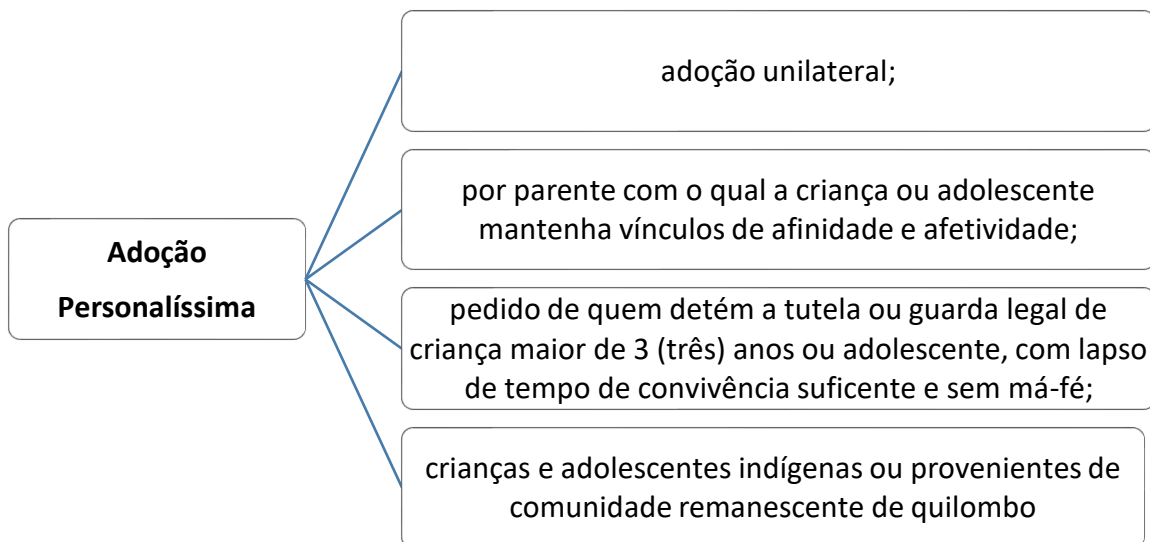 adoção unilateral;
por parente com o qual a criança ou adolescente
mantenha vínculos de afinidade e afetividade;
Adoção
Personalíssima
pedido de quem detém a tutela ou guarda legal de
criança maior de 3 (três) anos ou adolescente, com lapso
de tempo de convivência suficente e sem má-fé;
crianças e adolescentes indígenas ou provenientes de
comunidade remanescente de quilombo